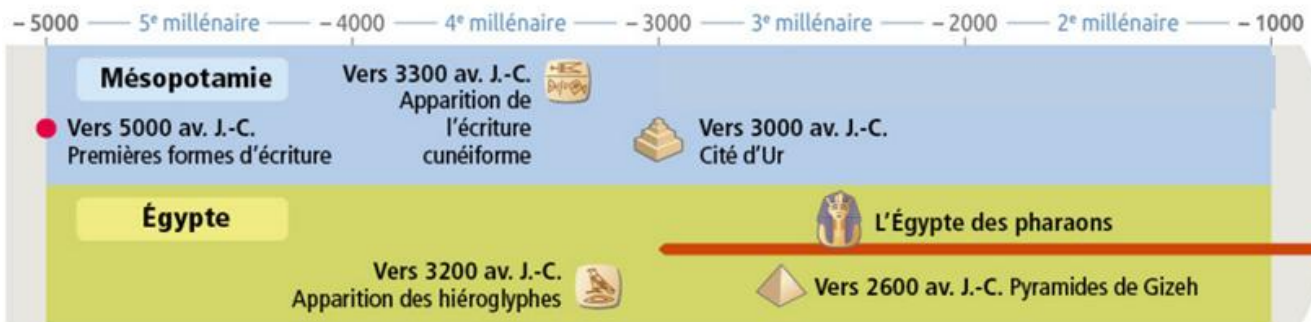 – 5000 — 5e millénaire — – 4000 — 4e millénaire — – 3000 — 3e millénaire — – 2000 — 2e millénaire — – 1000
Mésopotamie
Vers 5000 av. J.-C.
Premières formes d'écriture
Vers 3300 av. J.-C.
Apparition de
l'écriture
cunéiforme
Vers 3000 av. J.-C.
Cité d'Ur
Égypte
L'Égypte des pharaons
Vers 3200 av. J.-C.
Apparition des hiéroglyphes
Vers 2600 av. J.-C. Pyramides de Gizeh